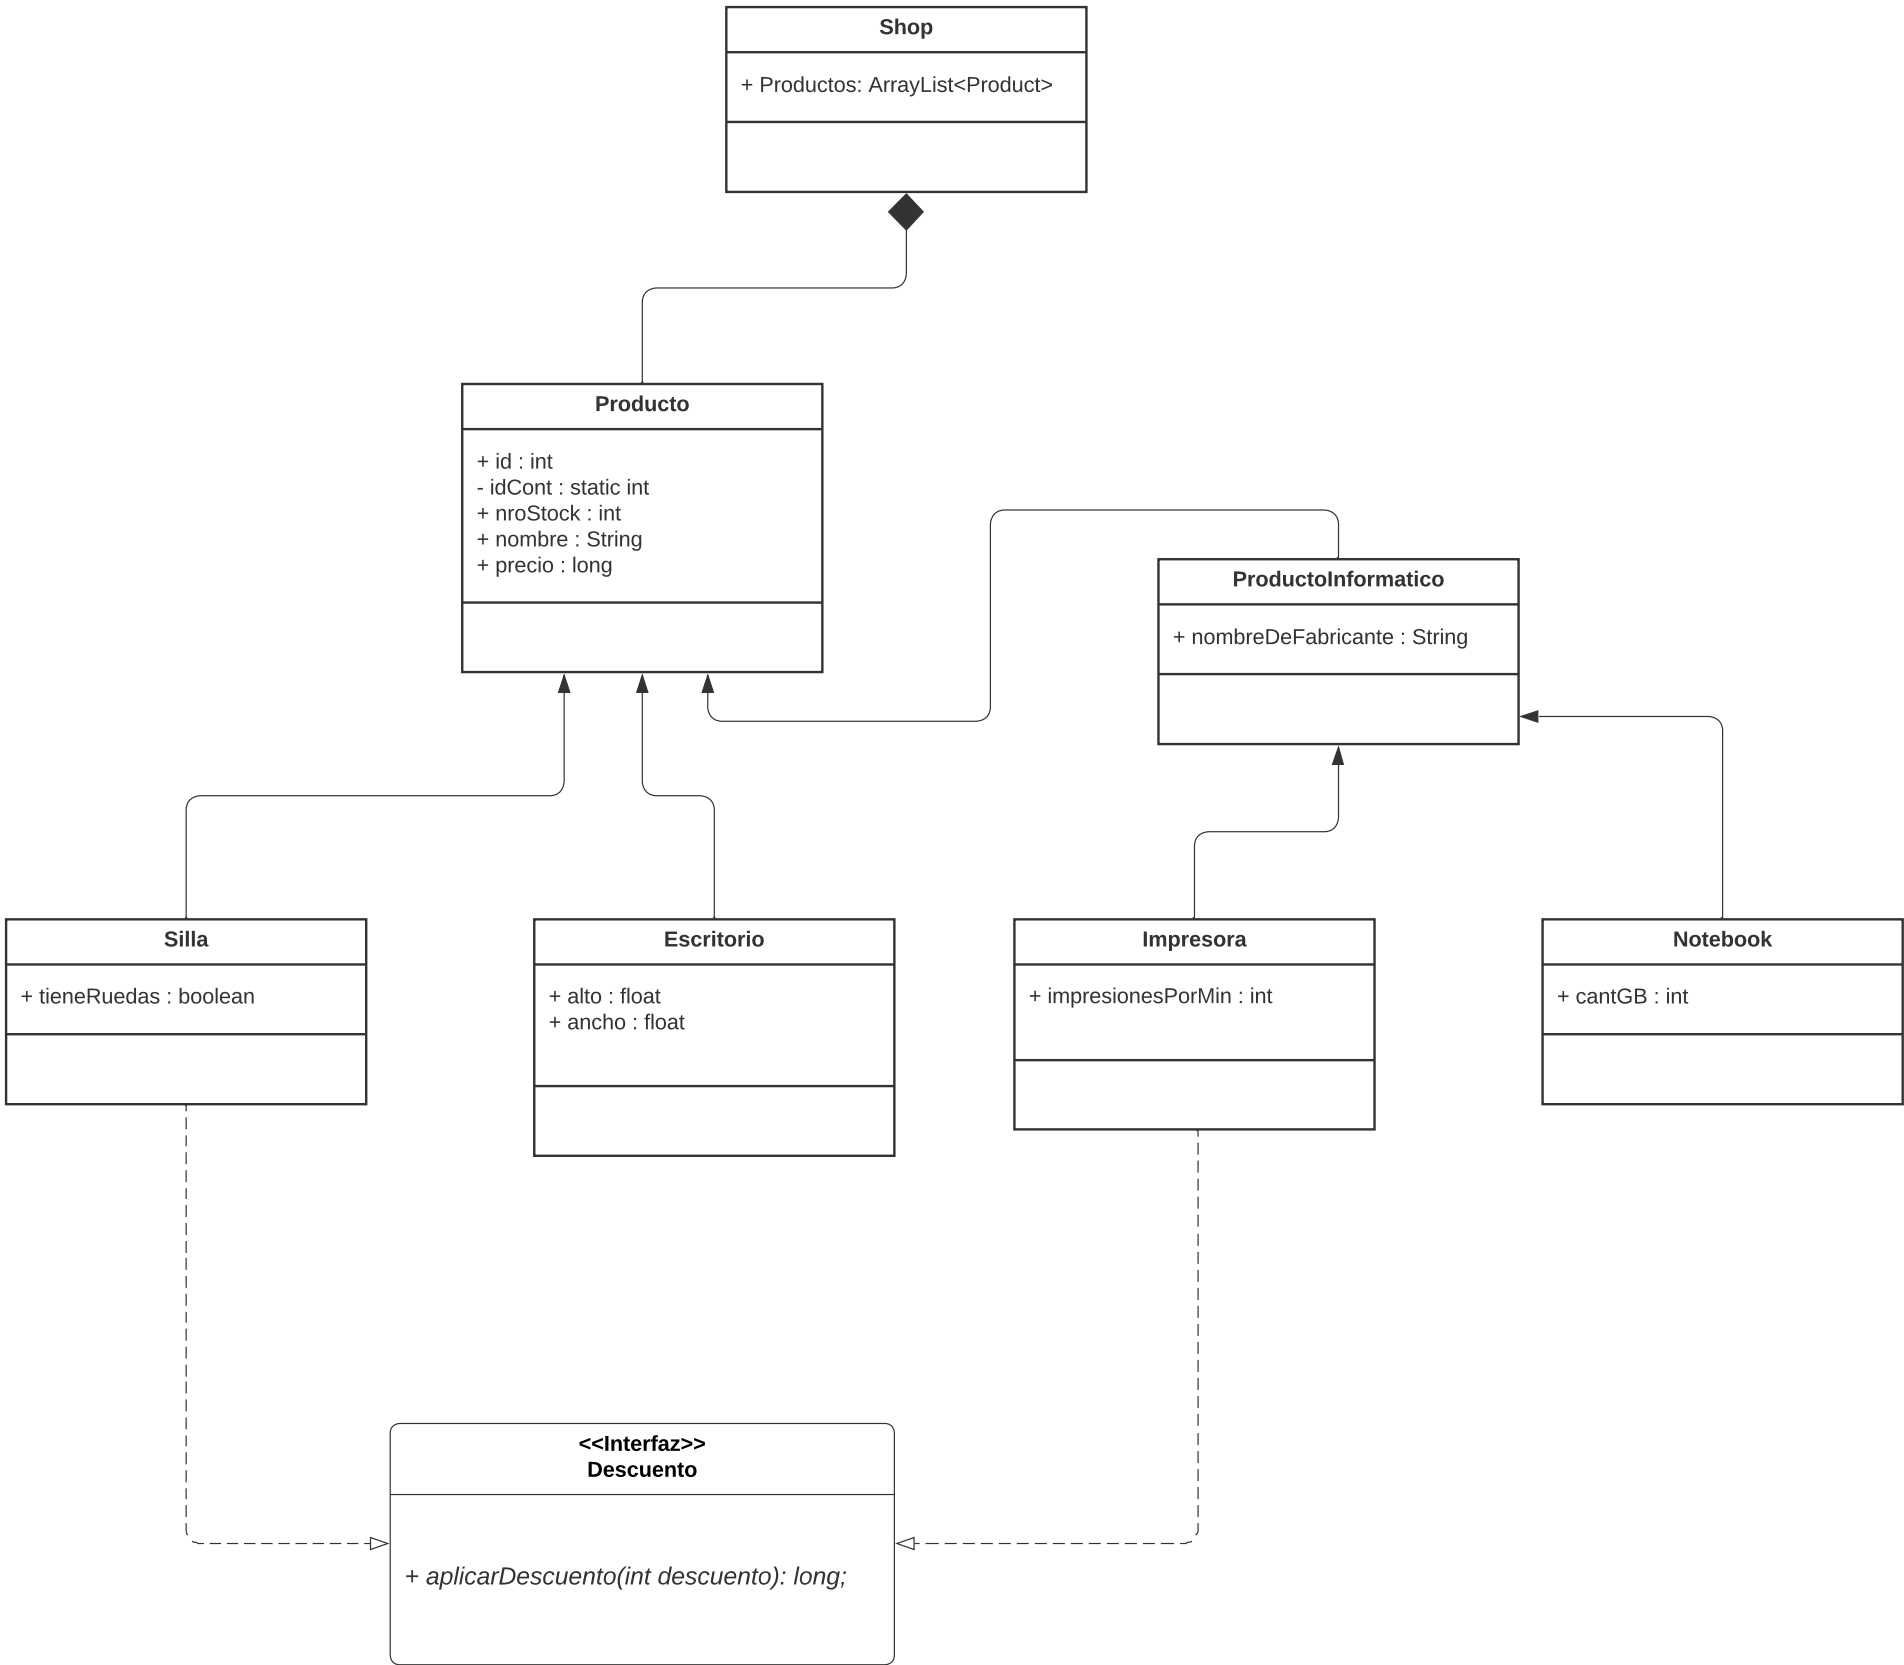 Shop
+ Productos: ArrayList<Product>
Producto
+ id : int
- idCont : static int
+ nroStock : int
+ nombre : String
+ precio : long
ProductoInformatico
+ nombreDeFabricante : String
Silla
+ tieneRuedas : boolean
Escritorio
+ alto : float
+ ancho : float
Impresora
+ impresionesPorMin : int
Notebook
+ cantGB : int
<<Interfaz>>
Descuento
+ aplicarDescuento(int descuento): long;